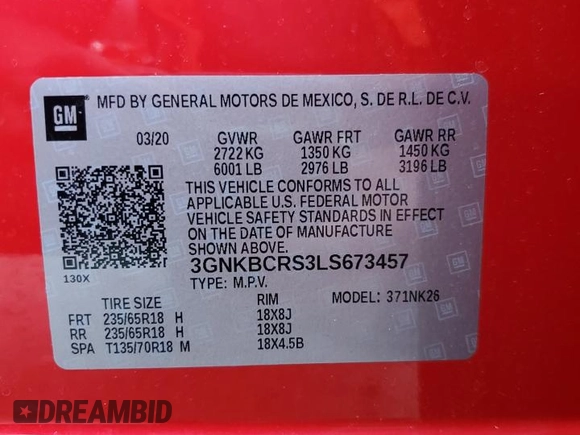 GM
MFD BY GENERAL MOTORS DE MEXICO, S. DE R.L. DE C.V.
03/20 GVWR GAWR FRT GAWR RR
2722 KG 1350 KG 1450 KG
6001 LB 2976 LB 3196 LB
THIS VEHICLE CONFORMS TO ALL
APPLICABLE U.S. FEDERAL MOTOR
VEHICLE SAFETY STANDARDS IN EFFECT
ON THE DATE OF MANUFACTURE
SHOWN ABOVE.
130X 3GNKBCRS3LS673457
TYPE: M.P.V.
TIRE SIZE RIM MODEL: 371NK26
FRT 235/65R18 H 18X8J
RR 235/65R18 H 18X8J
SPA T135/70R18 M 18X4.5B
DREAMBID